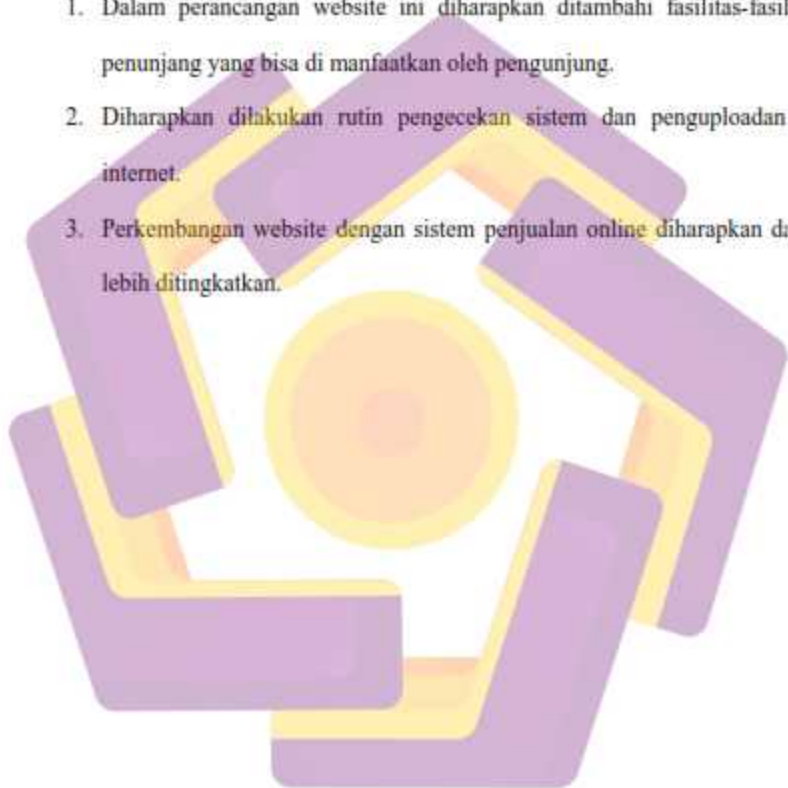 1. Dalam perancangan website ini diharapkan ditambahi fasilitas-fasil
penunjang yang bisa di manfaatkan oleh pengunjung.
2. Diharapkan dilakukan rutin pengecekan sistem dan penguploadan
internet.
3. Perkembangan website dengan sistem penjualan online diharapkan da
lebih ditingkatkan.